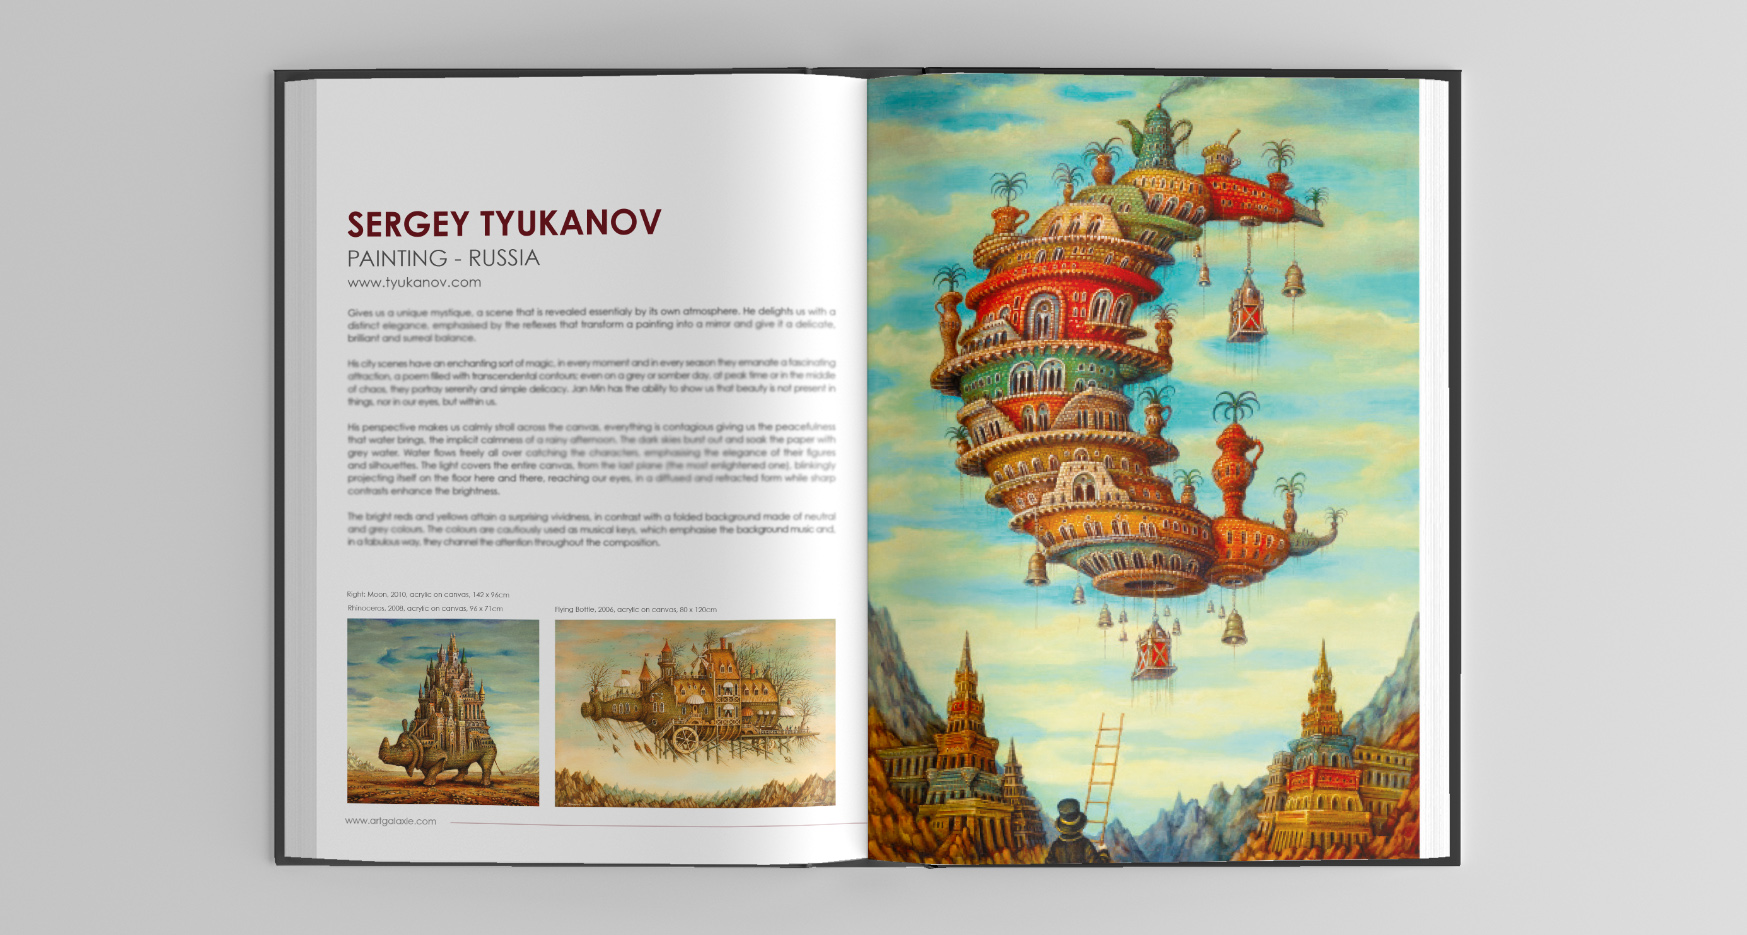 SERGEY TYUKANOV
PAINTING - RUSSIA
www.tyukanov.com
Gives us a unique mystique, a scene that is revealed essentialy by its own atmosphere. He delights us with a
distinct elegance, emphasised by the reflexes that transform a painting into a mirror and give it a delicate,
brilliant and surreal balance.
His city scenes have an enchanting sort of magic, in every moment and in every season they emanate a fascinating
attraction, a poem filled with transcendental contours; even on a grey or somber day, at peak time or in the middle
of chaos, they portray serenity and simple delicacy. Jan Min has the ability to show us that beauty is not present in
things, nor in our eyes, but within us.
His perspective makes us calmly stroll across the canvas, everything is contagious giving us the peacefulness
that water brings, the implicit calmness of a rainy afternoon. The dark skies burst out and soak the paper with
grey water. Water flows freely all over catching the characters, emphasising the elegance of their figures
and silhouettes. The light covers the entire canvas, from the last plane (the most enlightened one), blinkingly
projecting itself on the floor here and there, reaching our eyes, in a diffused and refracted form while sharp
contrasts enhance the brightness.
The bright reds and yellows attain a surprising vividness, in contrast with a folded background made of neutral
and grey colours. The colours are cautiously used as musical keys, which emphasise the background music and,
in a fabulous way, they channel the attention throughout the composition.
Right: Moon, 2010, acrylic on canvas, 142 x 96cm
Rhinoceros, 2008, acrylic on canvas, 96 x 71cm
Flying Bottle, 2006, acrylic on canvas, 80 x 120cm
www.artgalaxie.com